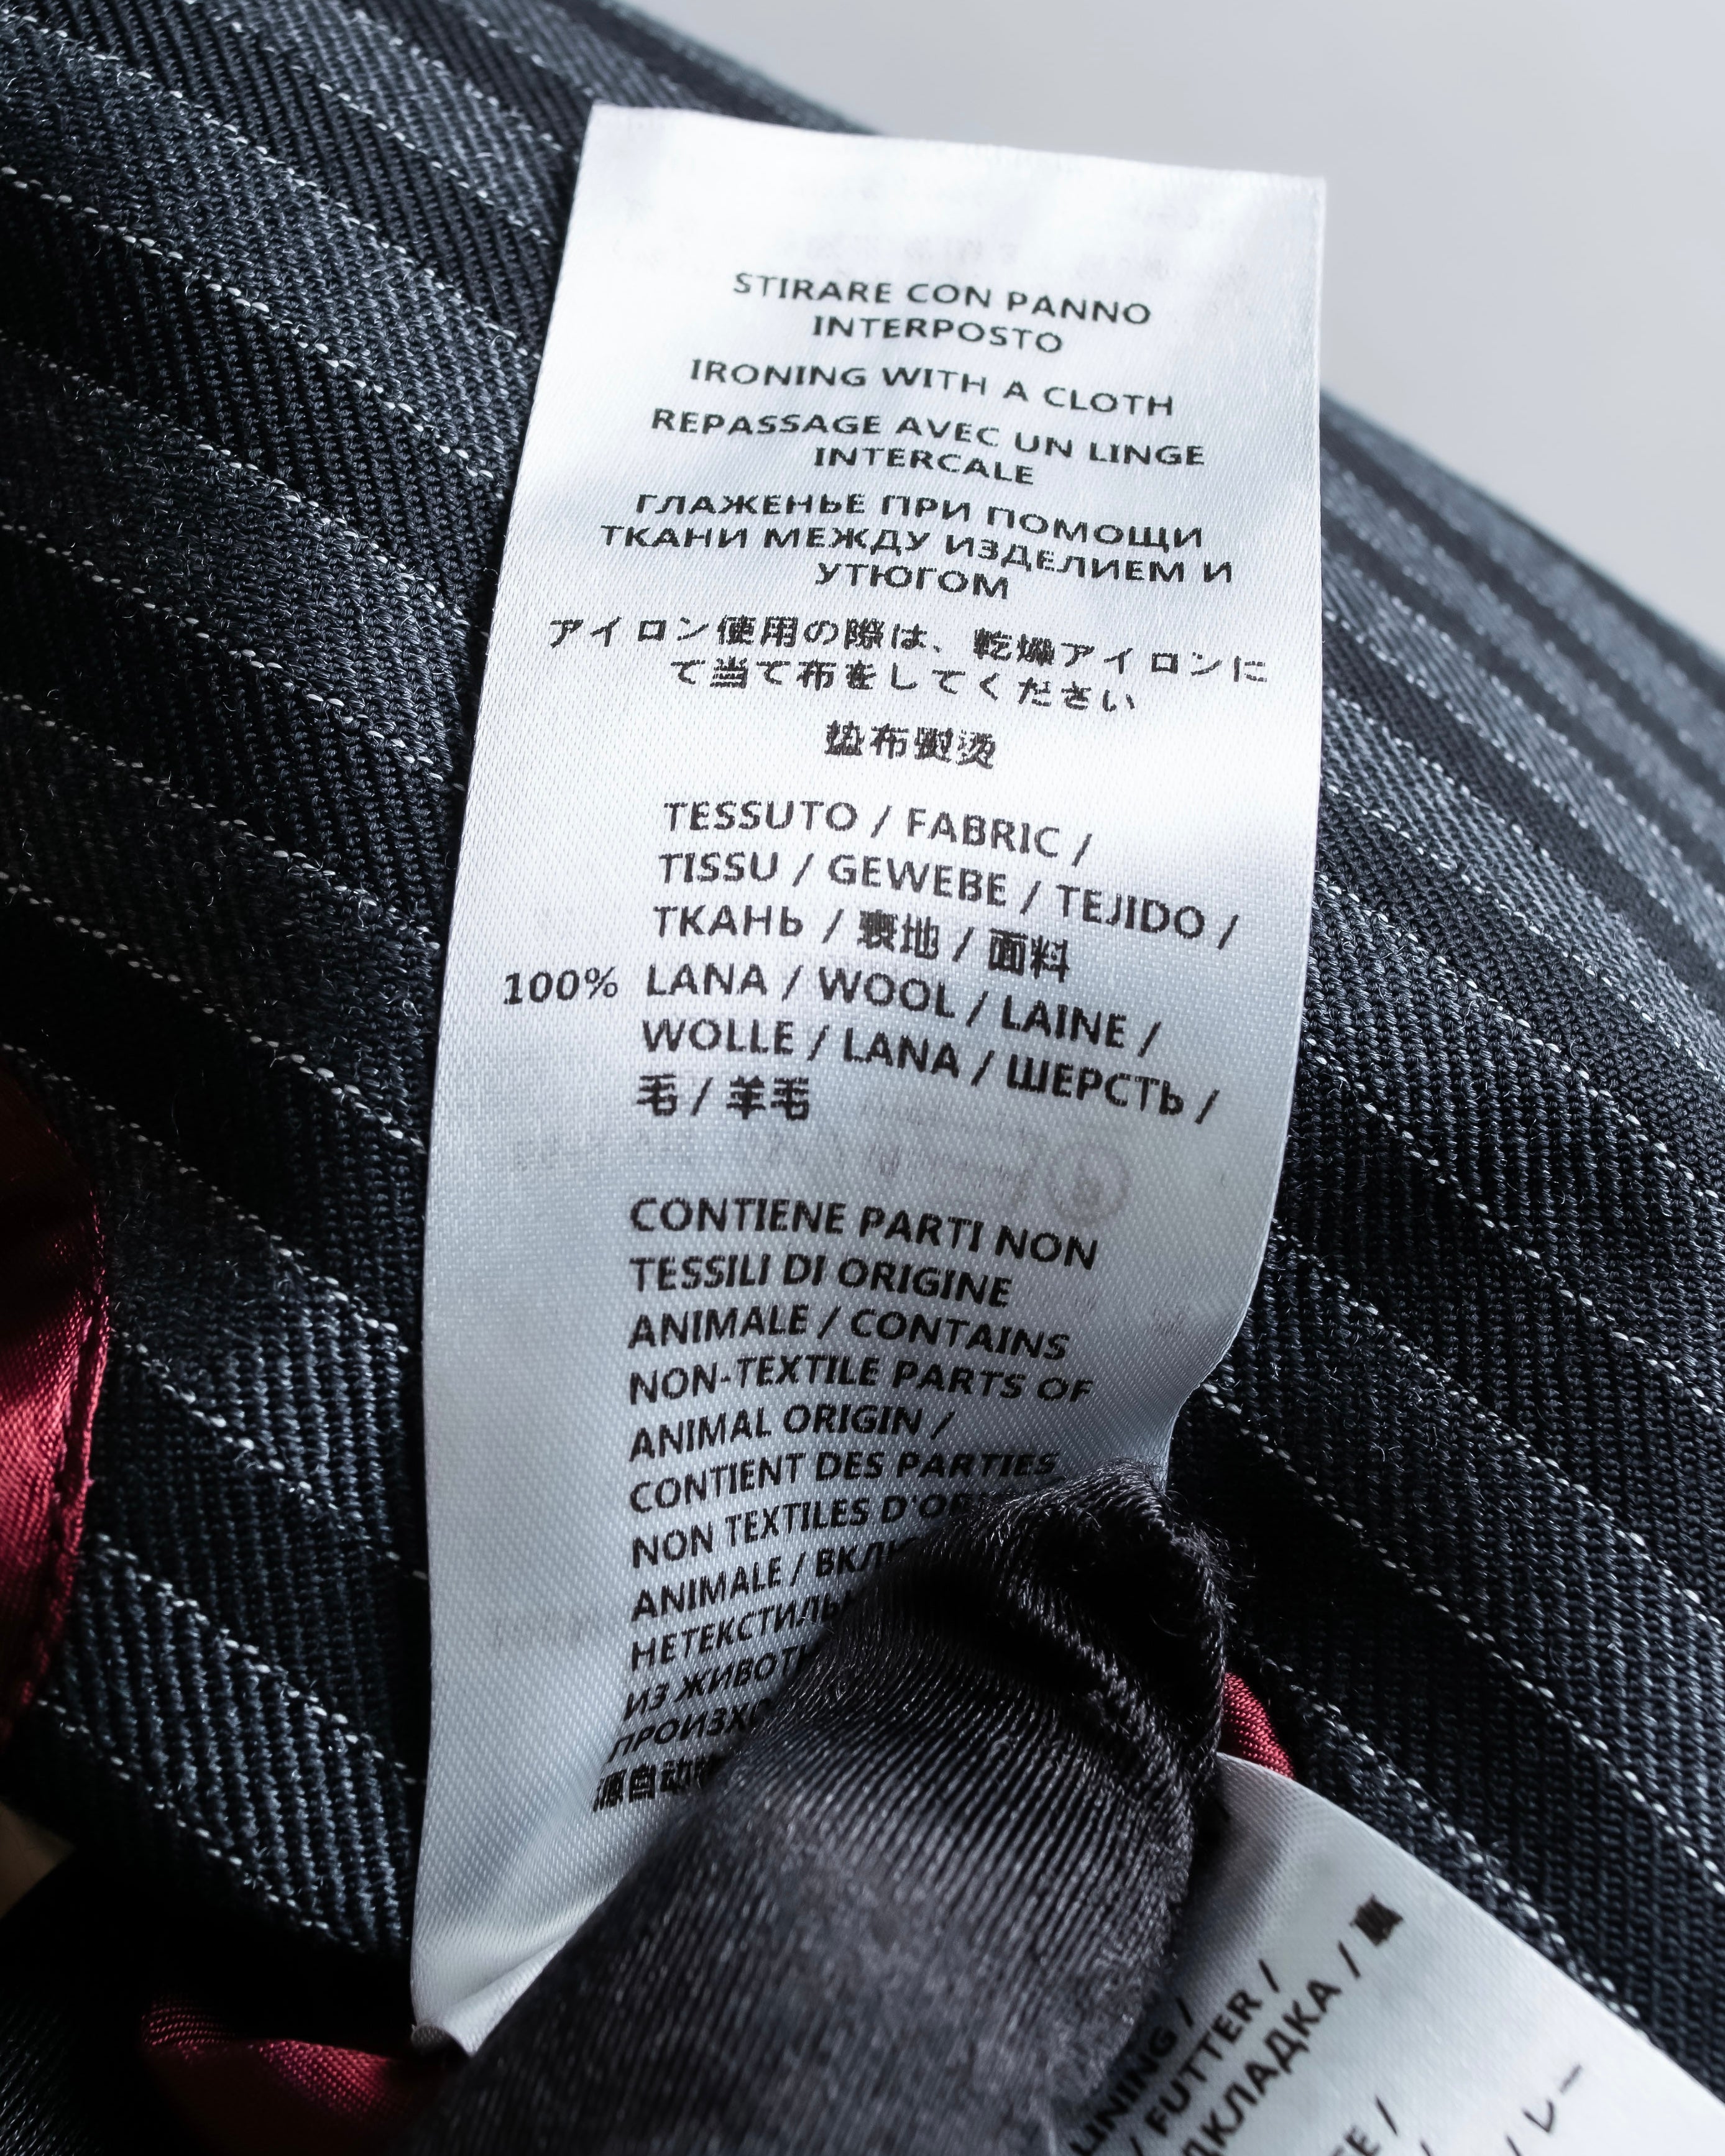 STIRARE CON PANNO
INTERPOSTO
IRONING WITH A CLOTH
REPASSAGE AVEC UN LINGE
INTERCALE
ГЛАЖЕНЬЕ ПРИ ПОМОЩИ
ТКАНИ МЕЖДУ ИЗДЕЛИЕМ И
УТЮГОМ
アイロン使用の際は、乾燥アイロンに
て当て布をしてください
垫布熨烫
TESSUTO / FABRIC /
TISSU / GEWEBE / TEJIDO /
ТКАНЬ / 表地 / 面料
100% LANA / WOOL / LAINE /
WOLLE / LANA / ШЕРСТЬ /
毛 / 羊毛
CONTIENE PARTI NON
TESSILI DI ORIGINE
ANIMALE / CONTAINS
NON-TEXTILE PARTS OF
ANIMAL ORIGIN /
CONTIENT DES PARTIES
NON TEXTILES
ANIMALE /
ИЗ
自动
LINING /
/ FUTTER /
/